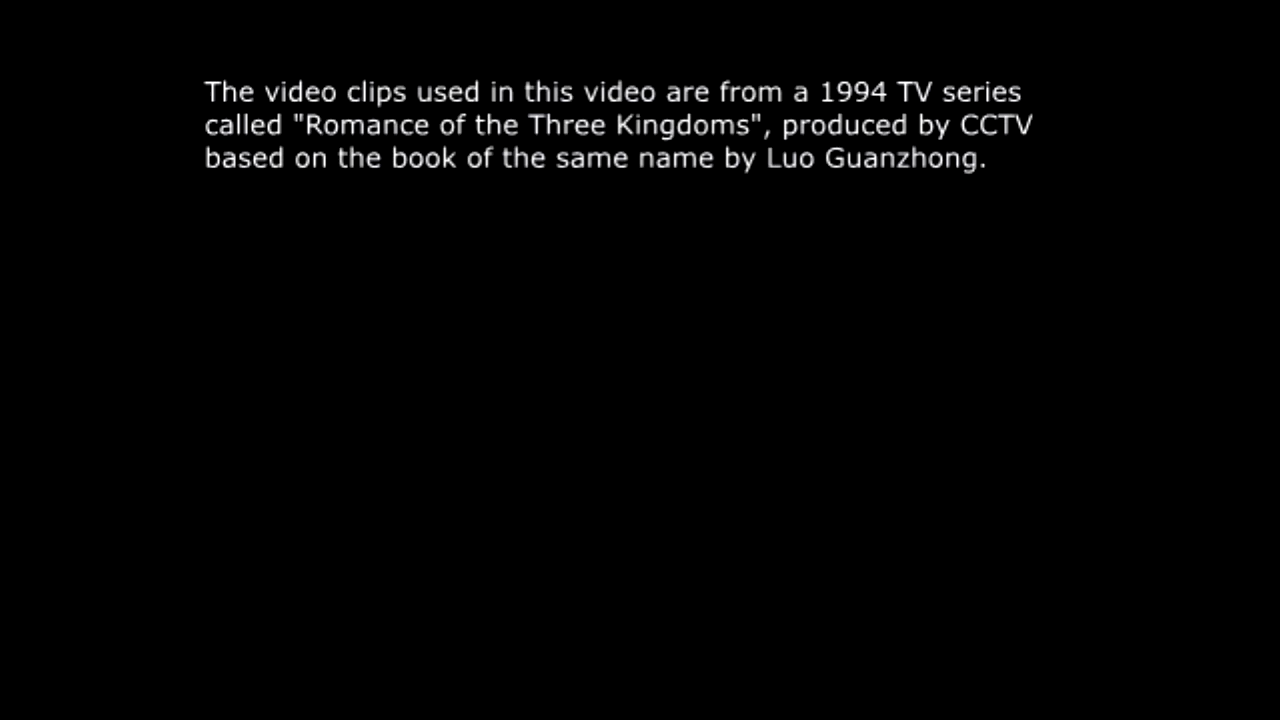 The video clips used in this video are from a 1994 TV series
called "Romance of the Three Kingdoms", produced by CCTV
based on the book of the same name by Luo Guanzhong.